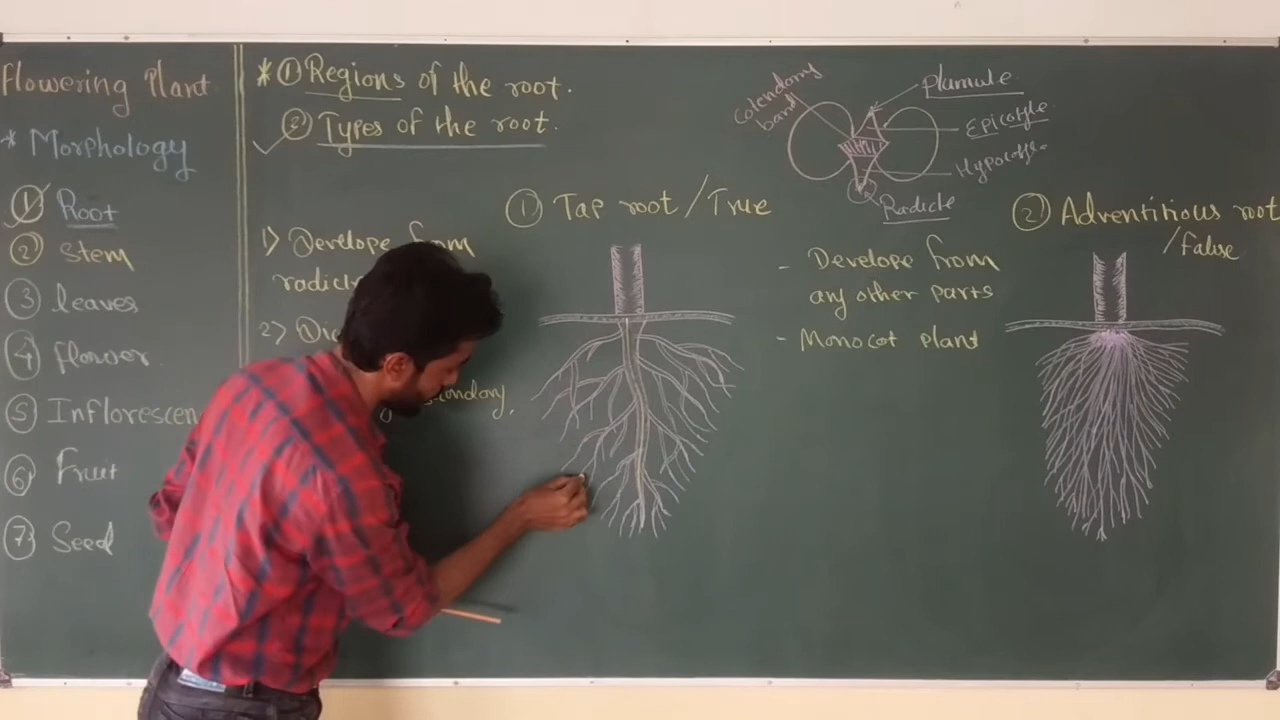 Flowering Plant
* Morphology
① Root
② Stem
③ leaves
④ flower
⑤ Inflorescen
⑥ Fruit
⑦ Seed
* ① Regions of the root.
② Types of the root.
Colendomy
band
Plumule
Epicotyle
Hypocotyle
Radicle
① Tap root / True
1) Develope from
2)
- Develope from
any other parts
- Monocot plant
② Adventitious root
/ false